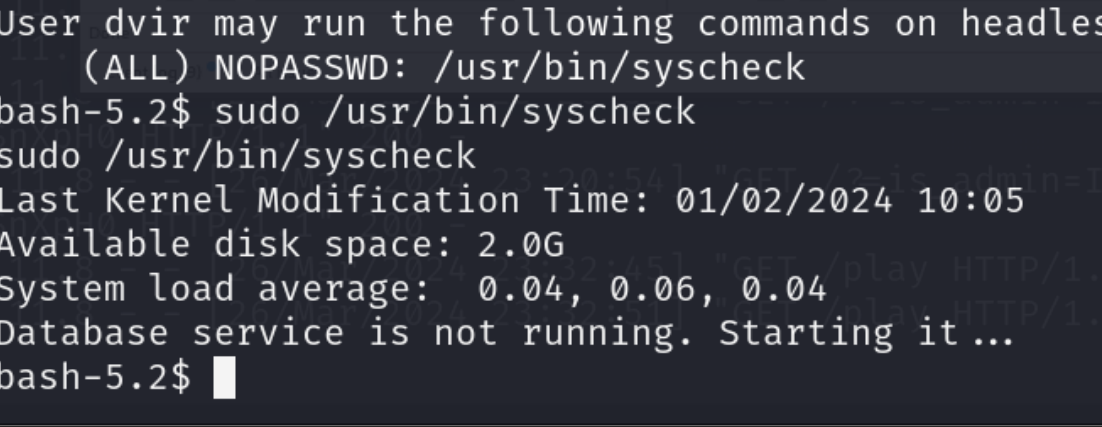 User dvir may run the following commands on headles
(ALL) NOPASSWD: /usr/bin/syscheck
bash-5.2$ sudo /usr/bin/syscheck
sudo /usr/bin/syscheck
Last Kernel Modification Time: 01/02/2024 10:05
Available disk space: 2.0G
System load average:  0.04, 0.06, 0.04
Database service is not running. Starting it...
bash-5.2$